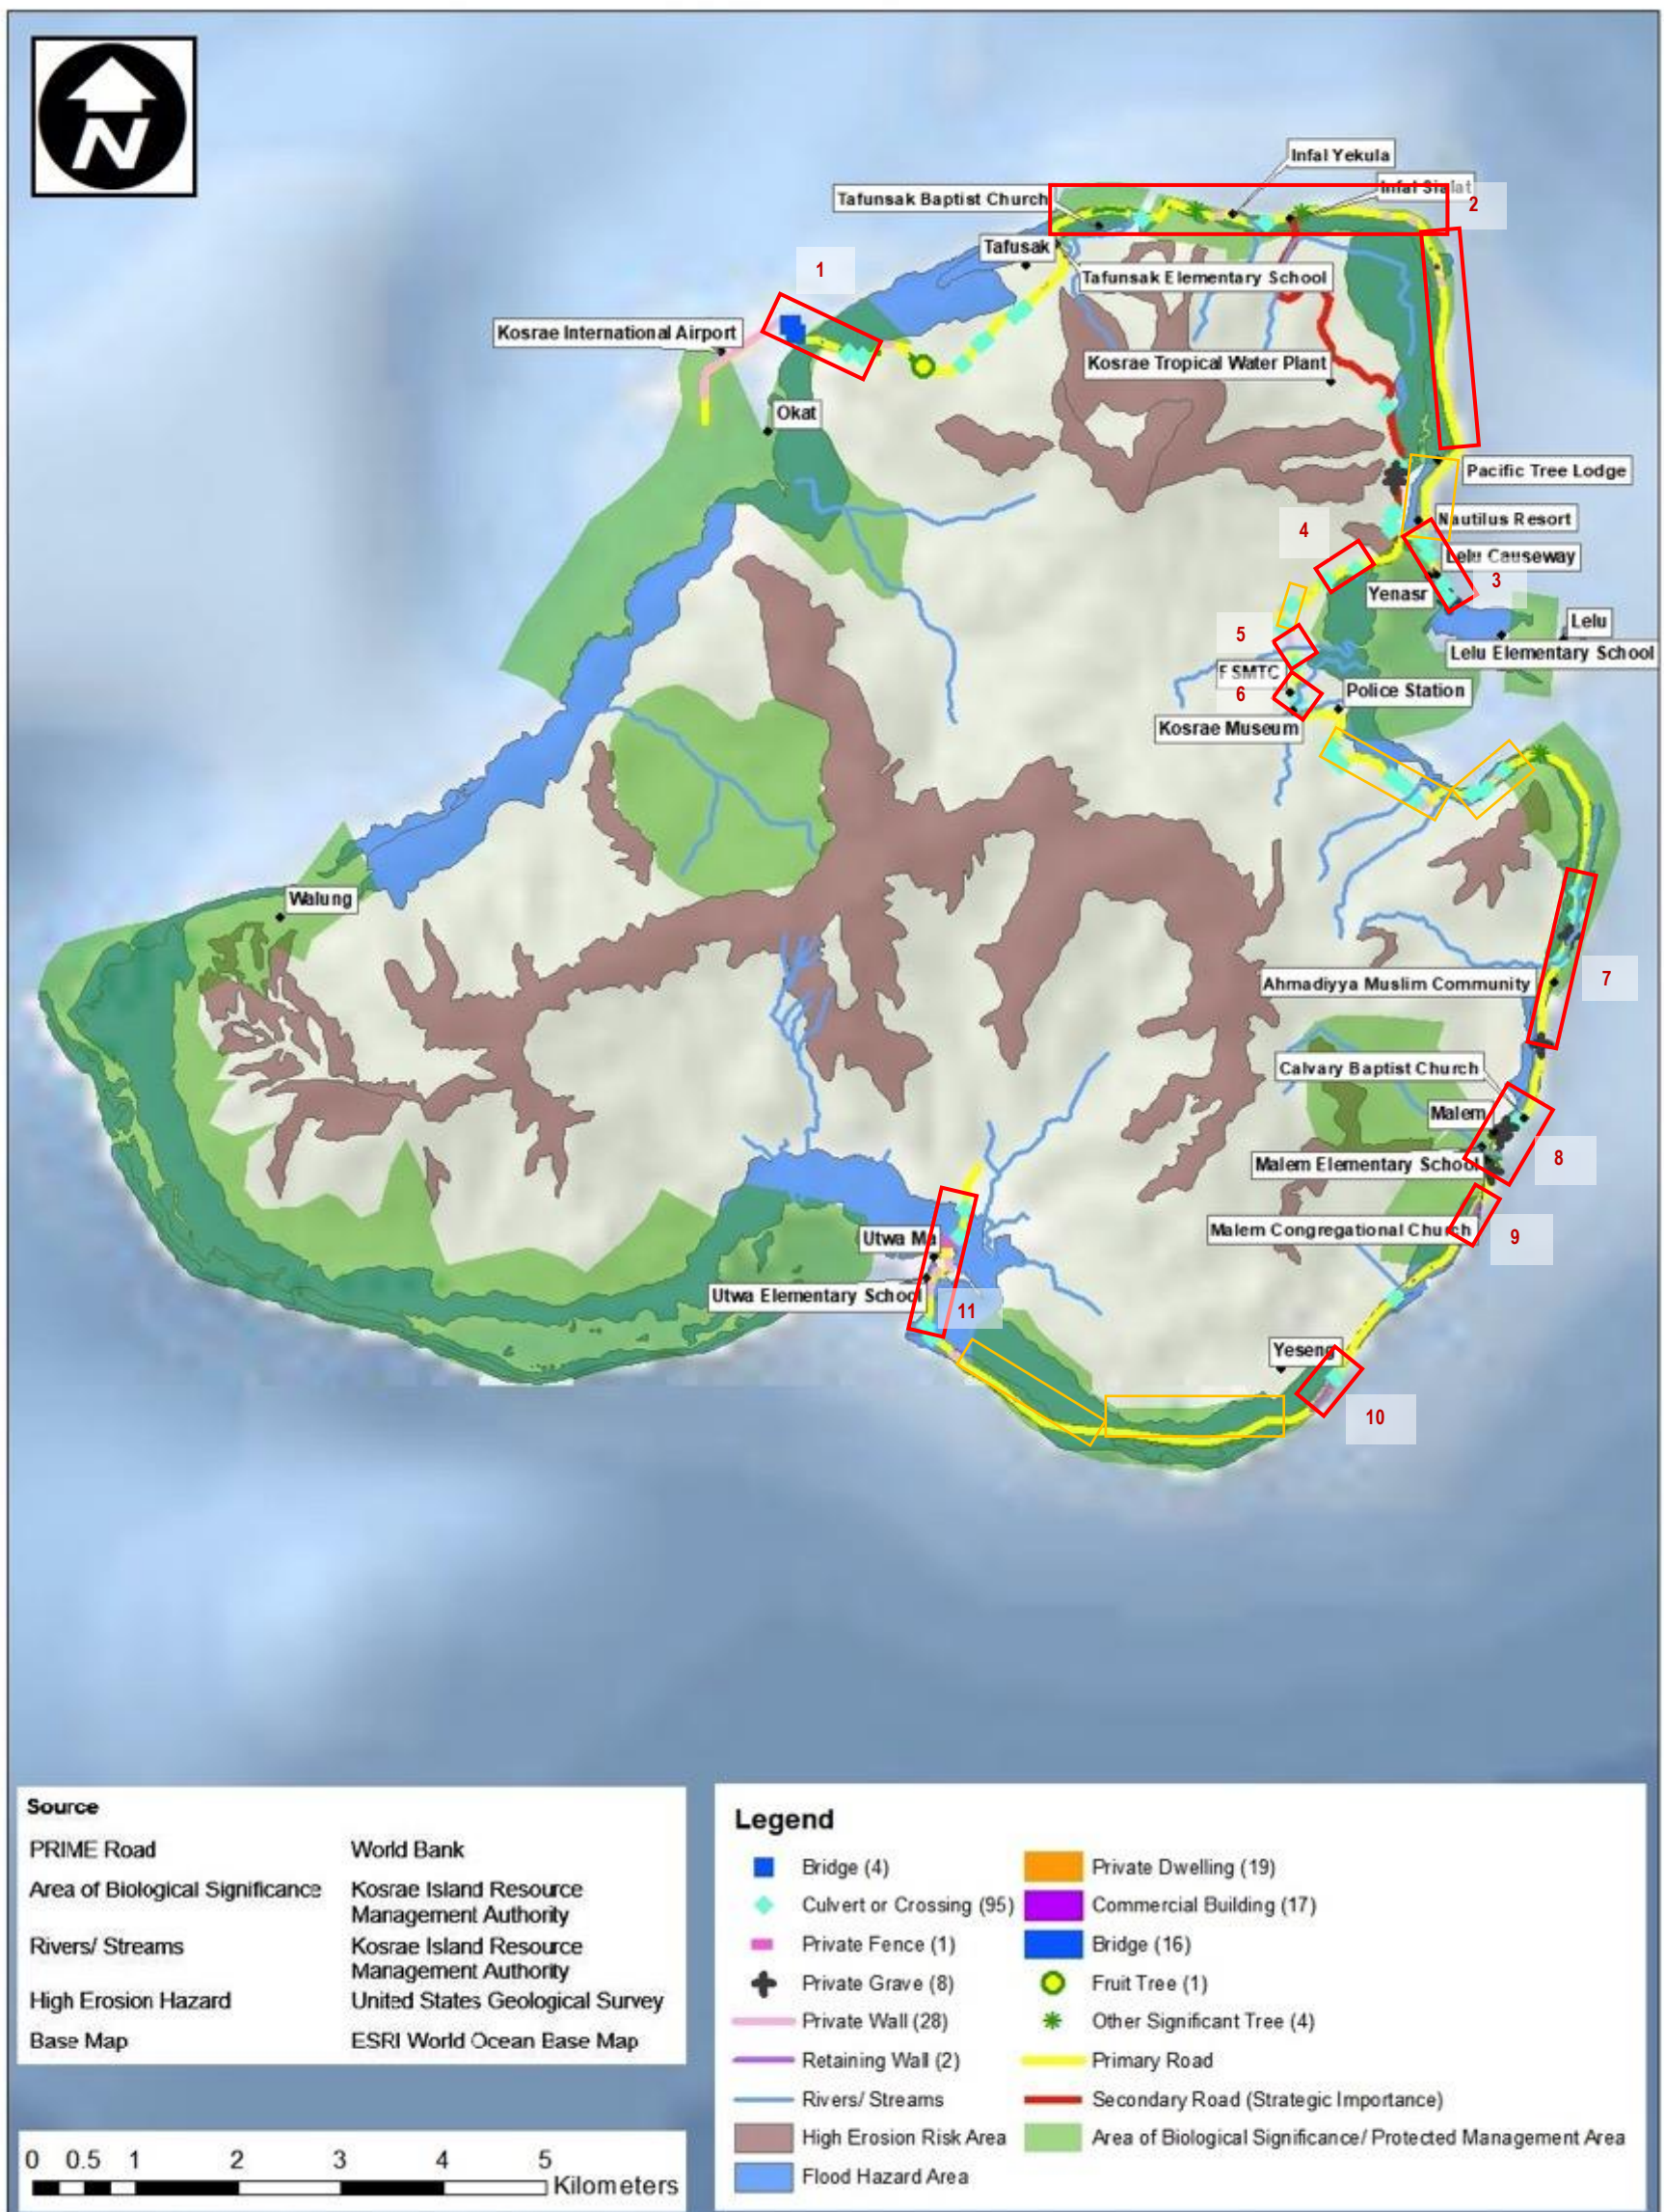 N
Infal Yekula
Infal Sialat
Tafunsak Baptist Church
2
Tafusak
Tafunsak Elementary School
1
Kosrae International Airport
Kosrae Tropical Water Plant
Okat
Pacific Tree Lodge
Nautilus Resort
4
Lelu Causeway
3
Yenasr
Lelu
5
Lelu Elementary School
FSMTC
6
Police Station
Kosrae Museum
Walung
Ahmadiyya Muslim Community
7
Calvary Baptist Church
Malem
8
Malem Elementary School
Malem Congregational Church
9
Utwa Ma
Utwa Elementary School
11
Yeseng
10
Source
PRIME Road World Bank
Area of Biological Significance Kosrae Island Resource
Management Authority
Rivers/ Streams Kosrae Island Resource
Management Authority
High Erosion Hazard United States Geological Survey
Base Map ESRI World Ocean Base Map
0 0.5 1 2 3 4 5
Kilometers
Legend
Bridge (4) Private Dwelling (19)
Culvert or Crossing (95) Commercial Building (17)
Private Fence (1) Bridge (16)
Private Grave (8) Fruit Tree (1)
Private Wall (28) Other Significant Tree (4)
Retaining Wall (2) Primary Road
Rivers/ Streams Secondary Road (Strategic Importance)
High Erosion Risk Area Area of Biological Significance/ Protected Management Area
Flood Hazard Area